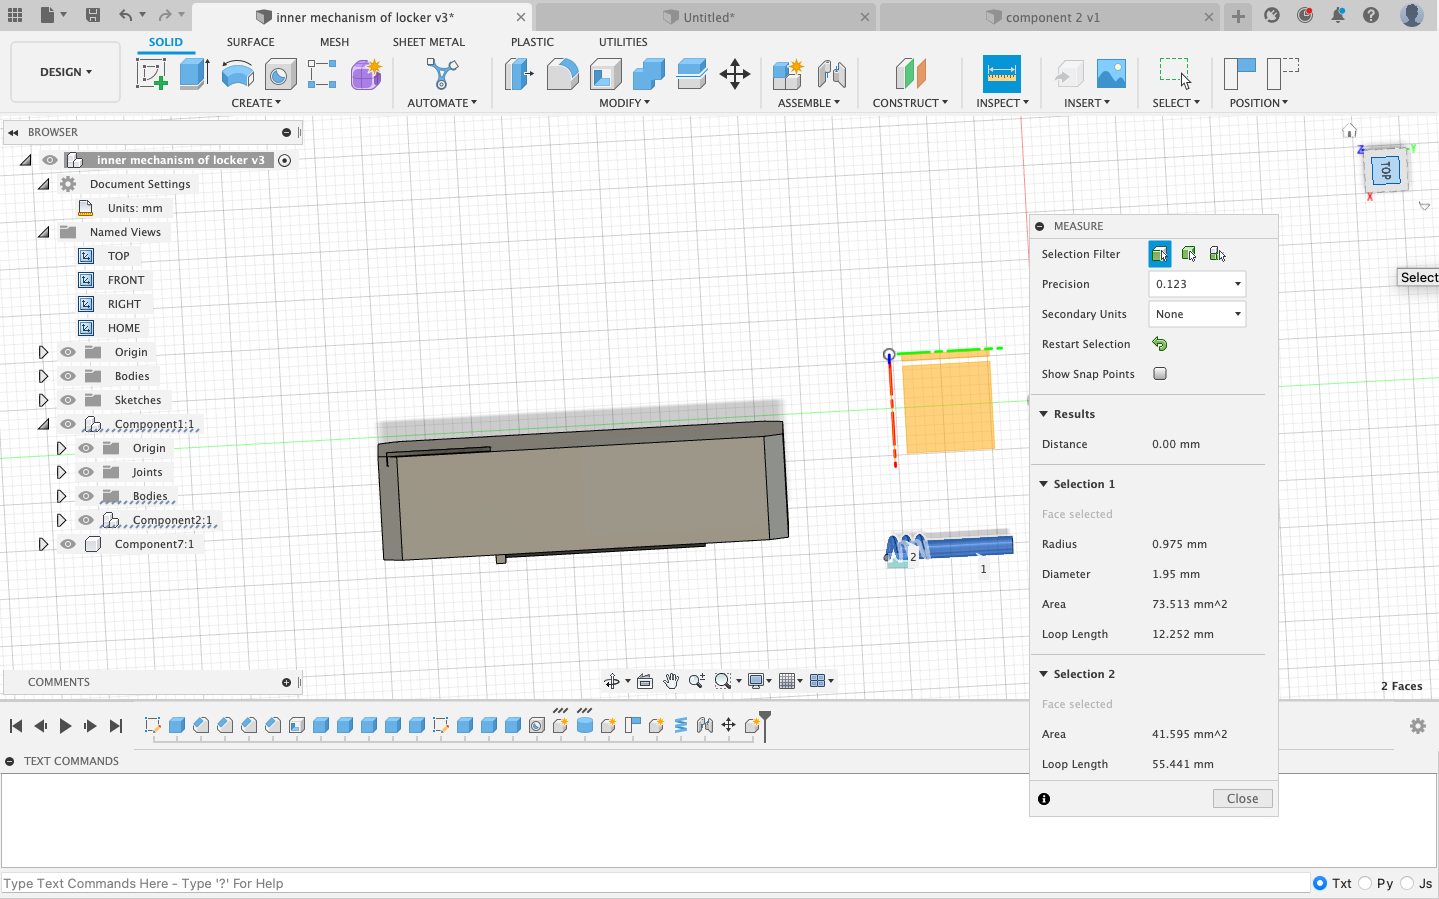 inner mechanism of locker v3*
Untitled*
component 2 v1
SOLID SURFACE MESH SHEET METAL PLASTIC UTILITIES
DESIGN
CREATE AUTOMATE MODIFY ASSEMBLE CONSTRUCT INSPECT INSERT SELECT POSITION
BROWSER
inner mechanism of locker v3
Document Settings
Units: mm
Named Views
TOP
FRONT
RIGHT
HOME
Origin
Bodies
Sketches
Component1:1
Origin
Joints
Bodies
Component2:1
Component7:1
Z
Y
TOP
X
Select
MEASURE
Selection Filter
Precision 0.123
Secondary Units None
Restart Selection
Show Snap Points
Results
Distance 0.00 mm
Selection 1
Face selected
Radius 0.975 mm
Diameter 1.95 mm
Area 73.513 mm^2
Loop Length 12.252 mm
Selection 2
Face selected
Area 41.595 mm^2
Loop Length 55.441 mm
Close
2
1
COMMENTS
2 Faces
TEXT COMMANDS
Type Text Commands Here - Type '?' For Help
Txt Py Js